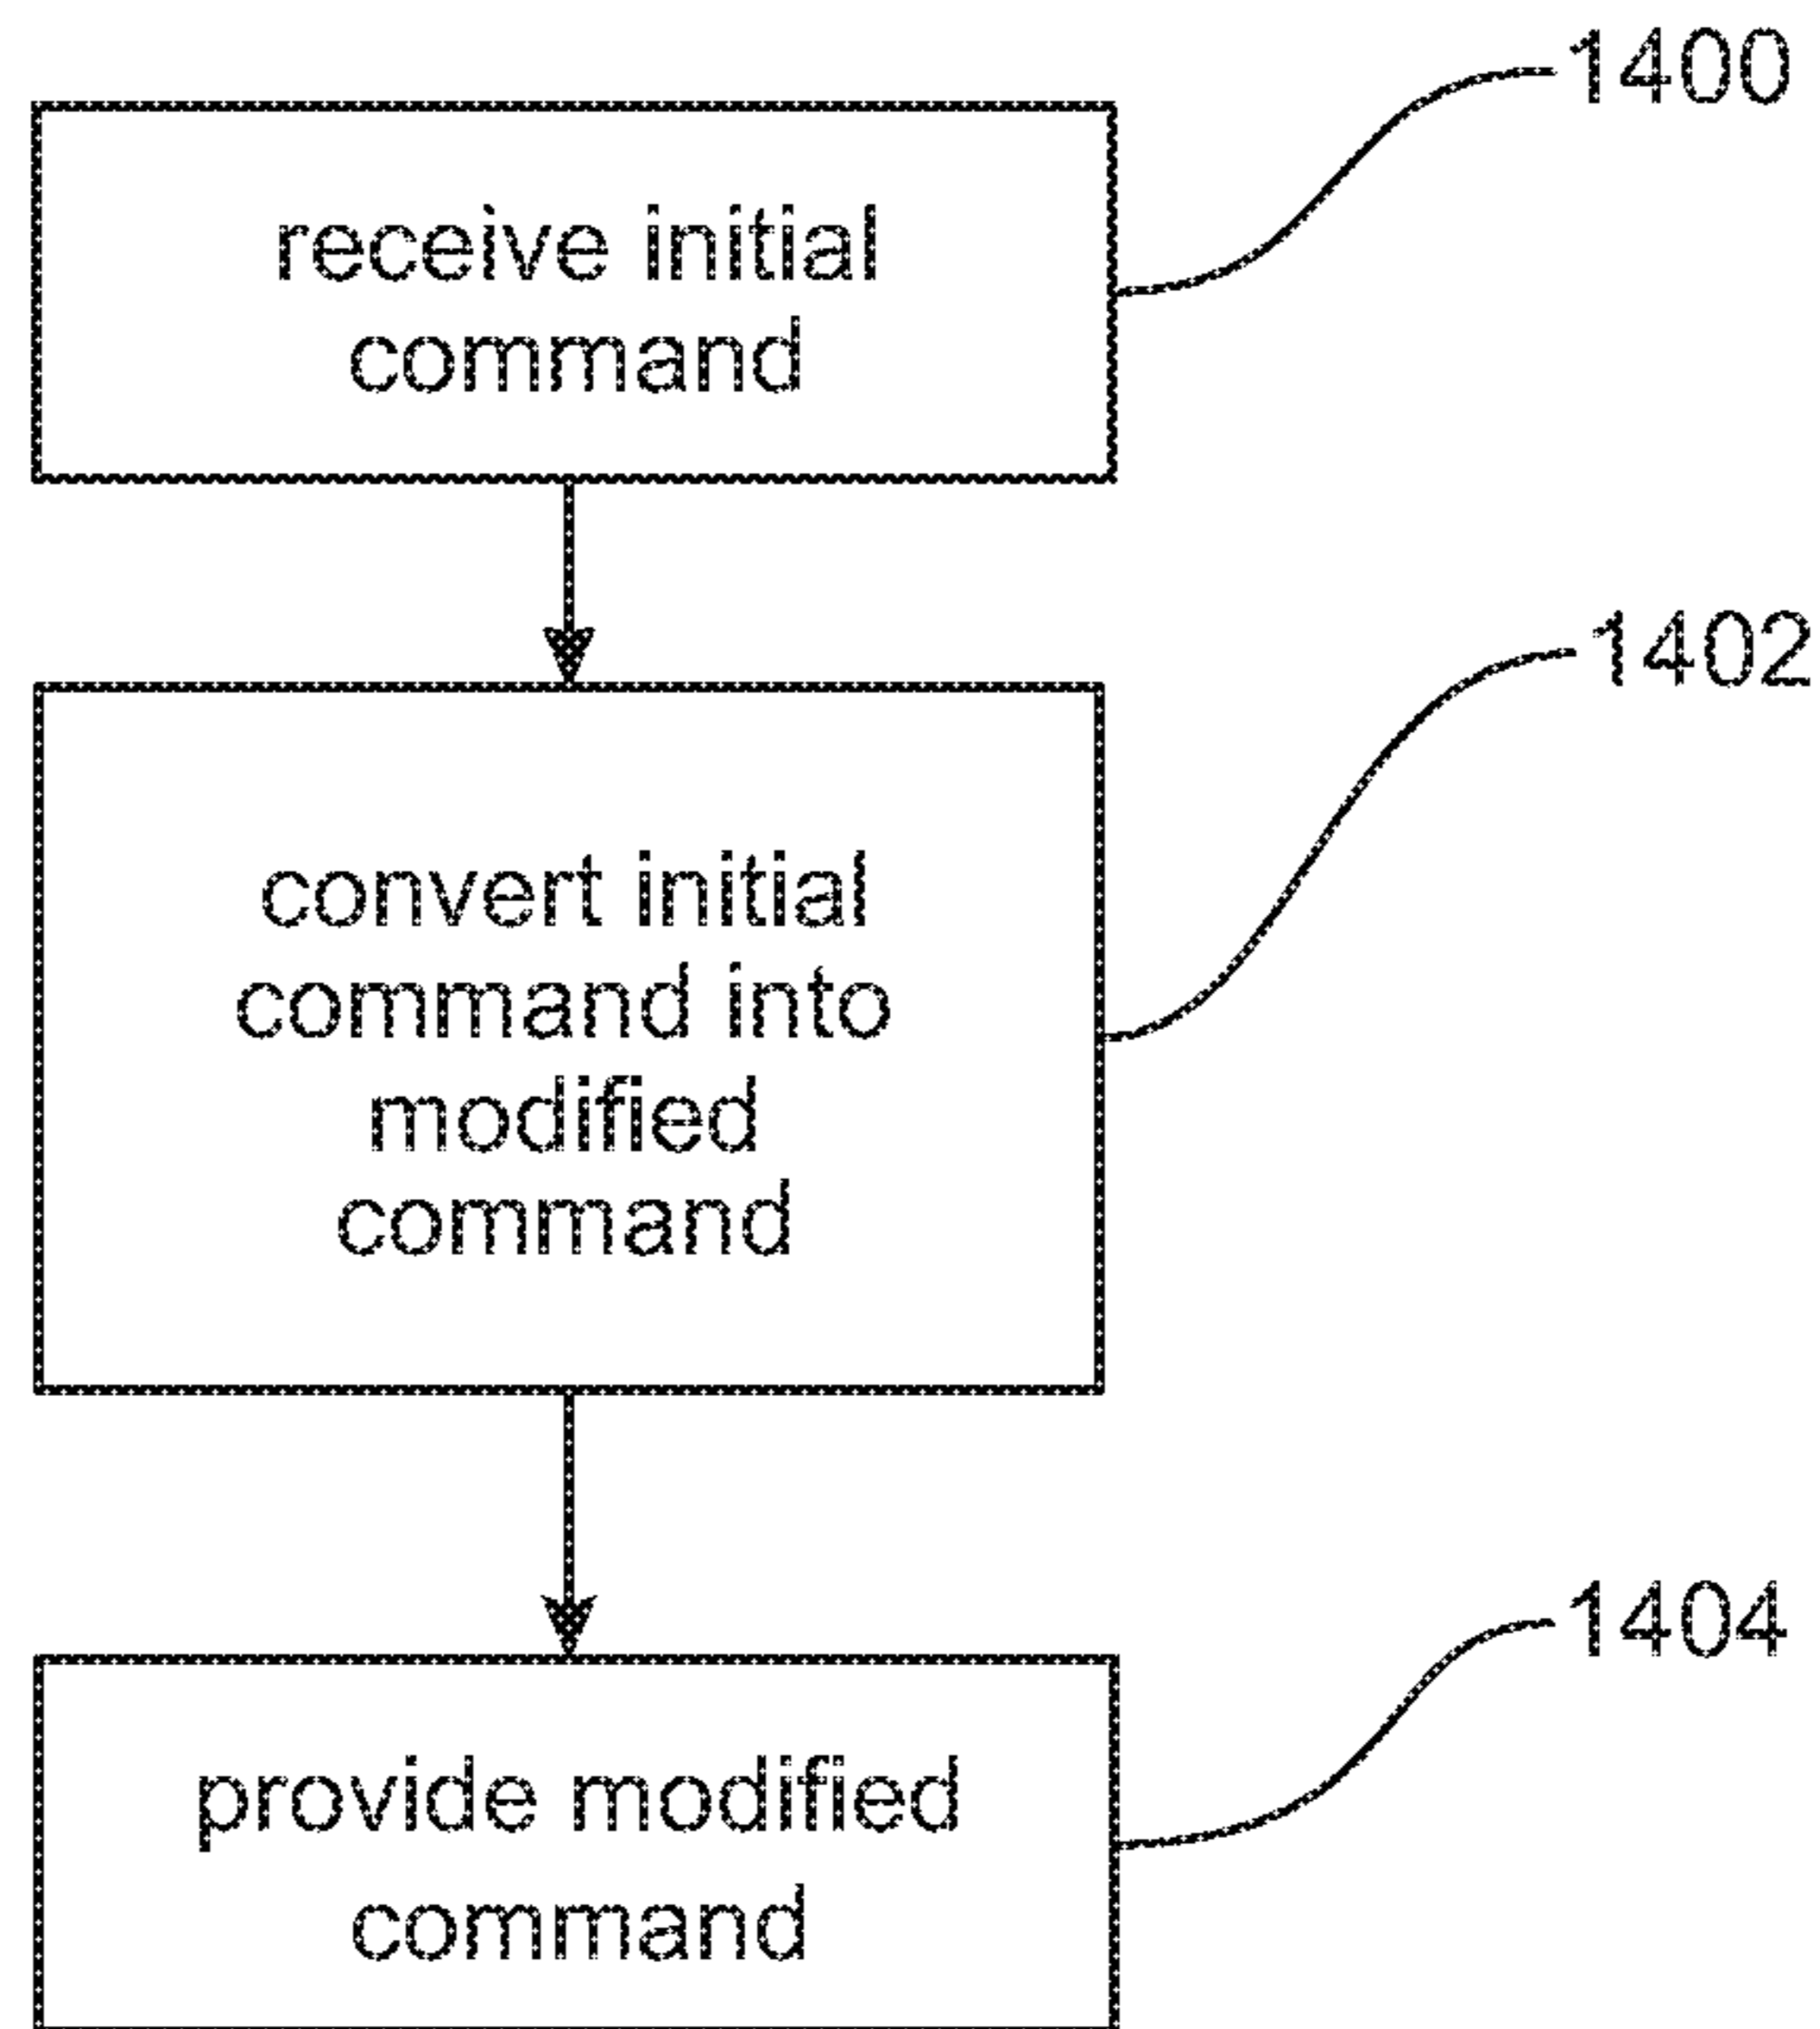 1400
receive initial
command
1402
convert initial
command into
modified
command
1404
provide modified
command